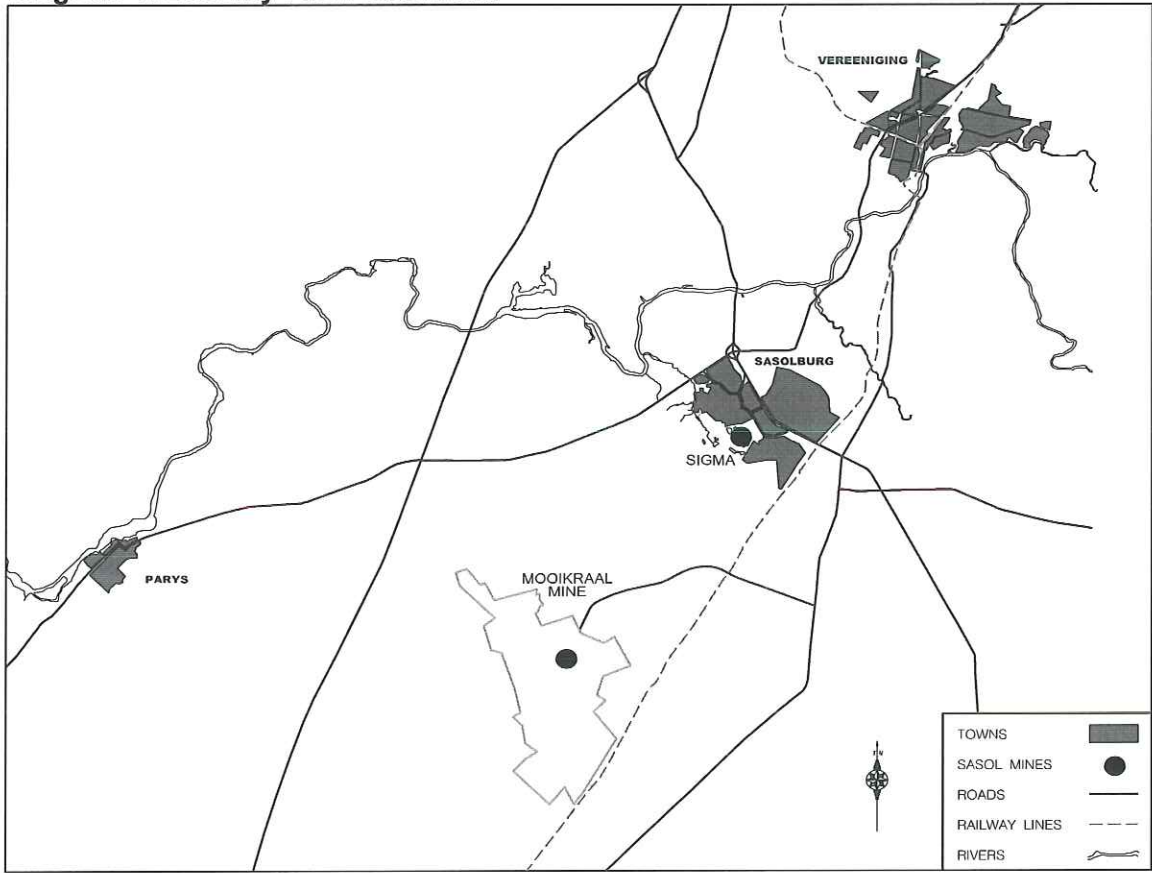 VEREENIGING
SASOLBURG
SIGMA
PARYS
MOOIKRAAL
MINE
N
TOWNS
SASOL MINES
ROADS
RAILWAY LINES
RIVERS